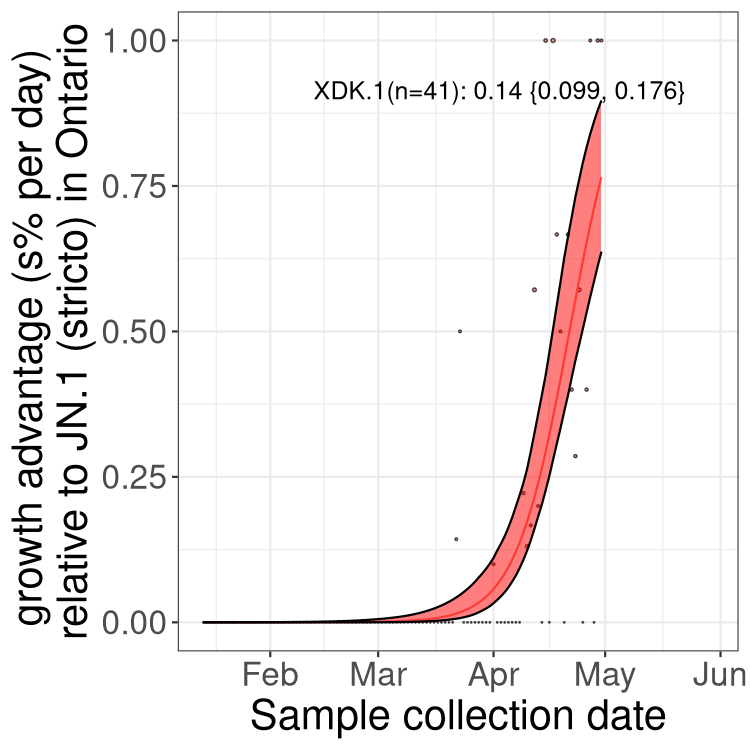 growth advantage (s% per day)
relative to JN.1 (stricto) in Ontario
1.00
0.75
0.50
0.25
0.00
XDK.1(n=41): 0.14 {0.099, 0.176}
Feb Mar Apr May Jun
Sample collection date